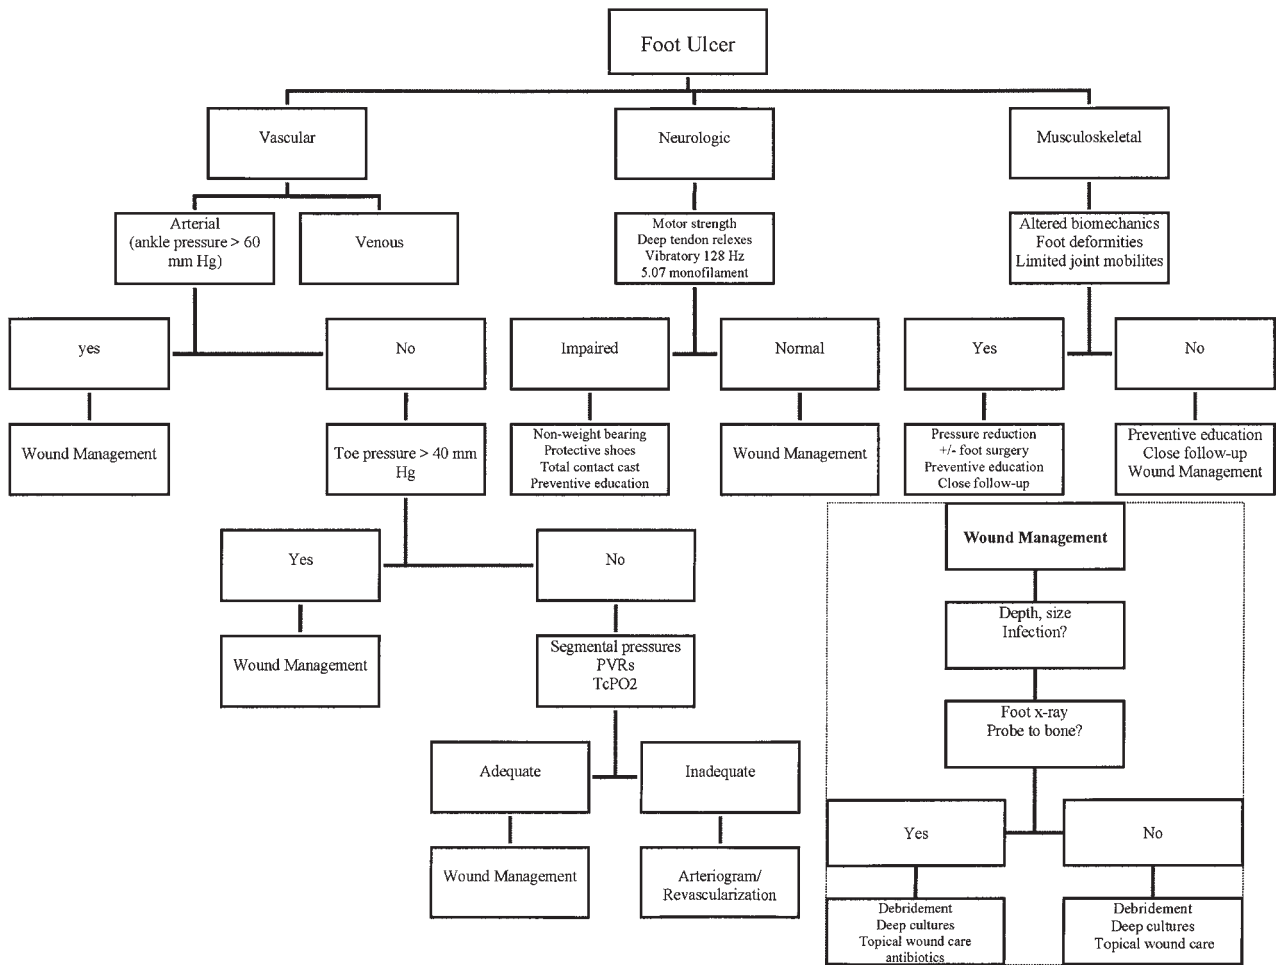 Foot Ulcer
Vascular
Neurologic
Musculoskeletal
Arterial
(ankle pressure > 60
mm Hg)
Venous
Motor strength
Deep tendon relexes
Vibratory 128 Hz
5.07 monofilament
Altered biomechanics
Foot deformities
Limited joint mobilites
yes
No
Impaired
Normal
Yes
No
Wound Management
Toe pressure > 40 mm
Hg
Non-weight bearing
Protective shoes
Total contact cast
Preventive education
Wound Management
Pressure reduction
+/- foot surgery
Preventive education
Close follow-up
Preventive education
Close follow-up
Wound Management
Yes
No
Wound Management
Segmental pressures
PVRs
TcPO2
Adequate
Inadequate
Wound Management
Arteriogram/
Revascularization
Wound Management
Depth, size
Infection?
Foot x-ray
Probe to bone?
Yes
No
Debridement
Deep cultures
Topical wound care
antibiotics
Debridement
Deep cultures
Topical wound care